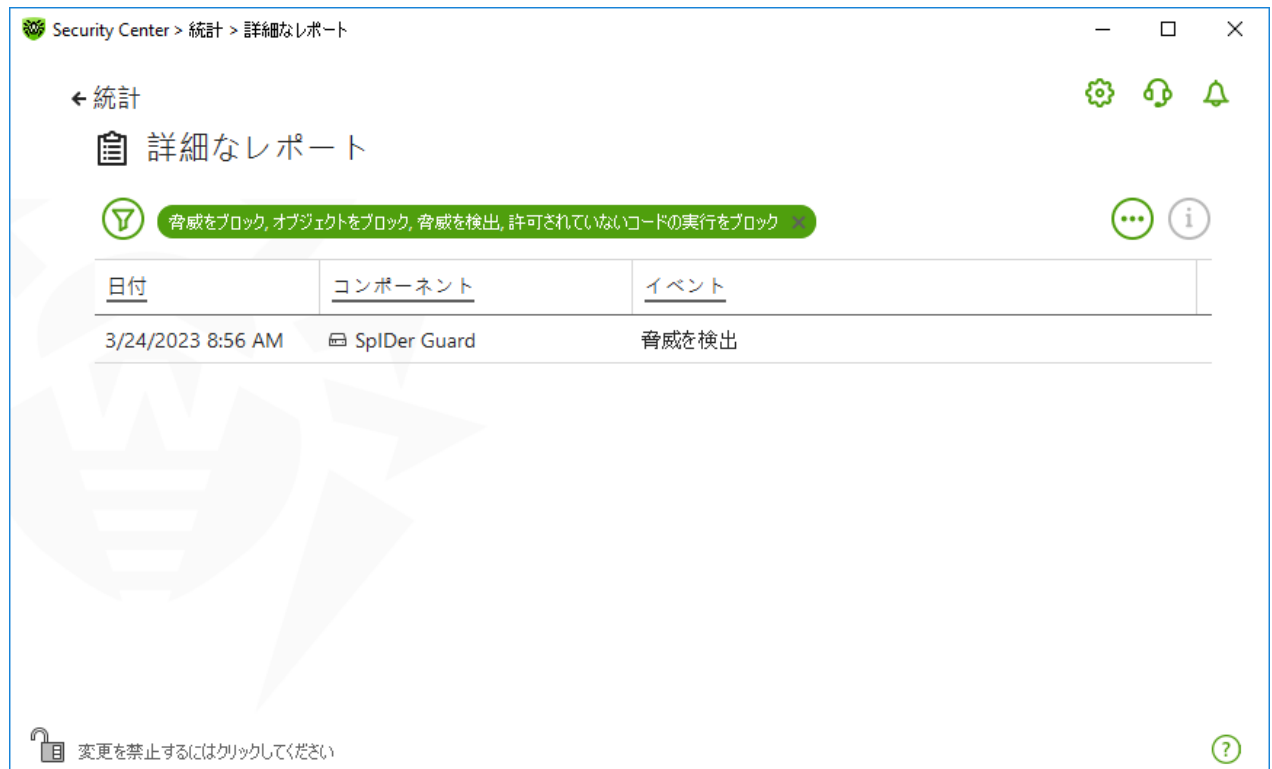 Security Center > 統計 > 詳細なレポート
統計
詳細なレポート
脅威をブロック, オブジェクトをブロック, 脅威を検出, 許可されていないコードの実行をブロック
日付 コンポーネント イベント
3/24/2023 8:56 AM SpIDer Guard 脅威を検出
変更を禁止するにはクリックしてください